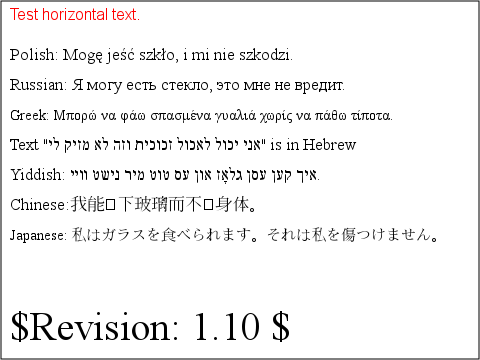 Test horizontal text.
Polish: Mogę jeść szkło, i mi nie szkodzi.
Russian: Я могу есть стекло, это мне не вредит.
Greek: Μπορώ να φάω σπασμένα γυαλιά χωρίς να πάθω τίποτα.
Text "אני יכול לאכול זכוכית וזה לא מזיק לי" is in Hebrew
Yiddish: איך קען עסן גלאָז און עס טוט מיר נישט װײ.
Chinese:我能▯下玻璃而不▯身体。
Japanese: 私はガラスを食べられます。それは私を傷つけません。
$Revision: 1.10 $